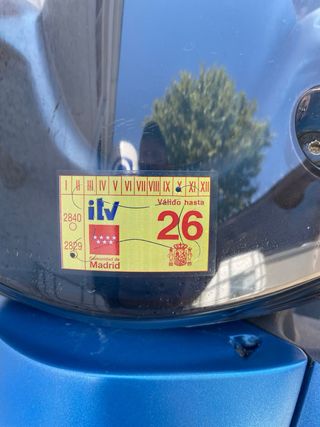 I II III IV V VI VII VIII IX X XI XII
itv
Válido hasta
2840
26
2829
Comunidad de
Madrid